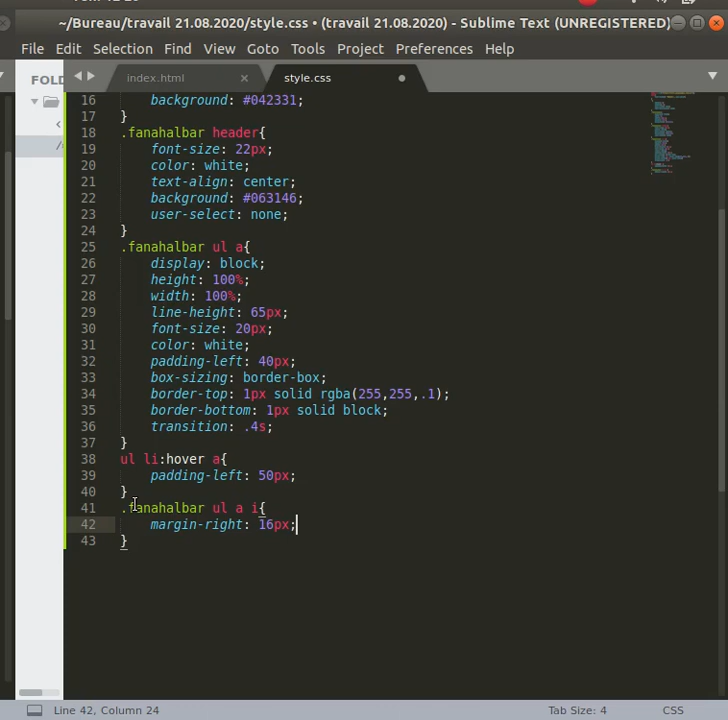 ~/Bureau/travail 21.08.2020/style.css • (travail 21.08.2020) - Sublime Text (UNREGISTERED)
File Edit Selection Find View Goto Tools Project Preferences Help
FOLD
index.html
style.css
16 background: #042331;
17 }
18 .fanahalbar header{
19 font-size: 22px;
20 color: white;
21 text-align: center;
22 background: #063146;
23 user-select: none;
24 }
25 .fanahalbar ul a{
26 display: block;
27 height: 100%;
28 width: 100%;
29 line-height: 65px;
30 font-size: 20px;
31 color: white;
32 padding-left: 40px;
33 box-sizing: border-box;
34 border-top: 1px solid rgba(255,255,.1);
35 border-bottom: 1px solid block;
36 transition: .4s;
37 }
38 ul li:hover a{
39 padding-left: 50px;
40 }
41 .fanahalbar ul a i{
42 margin-right: 16px;
43 }
Line 42, Column 24
Tab Size: 4
CSS